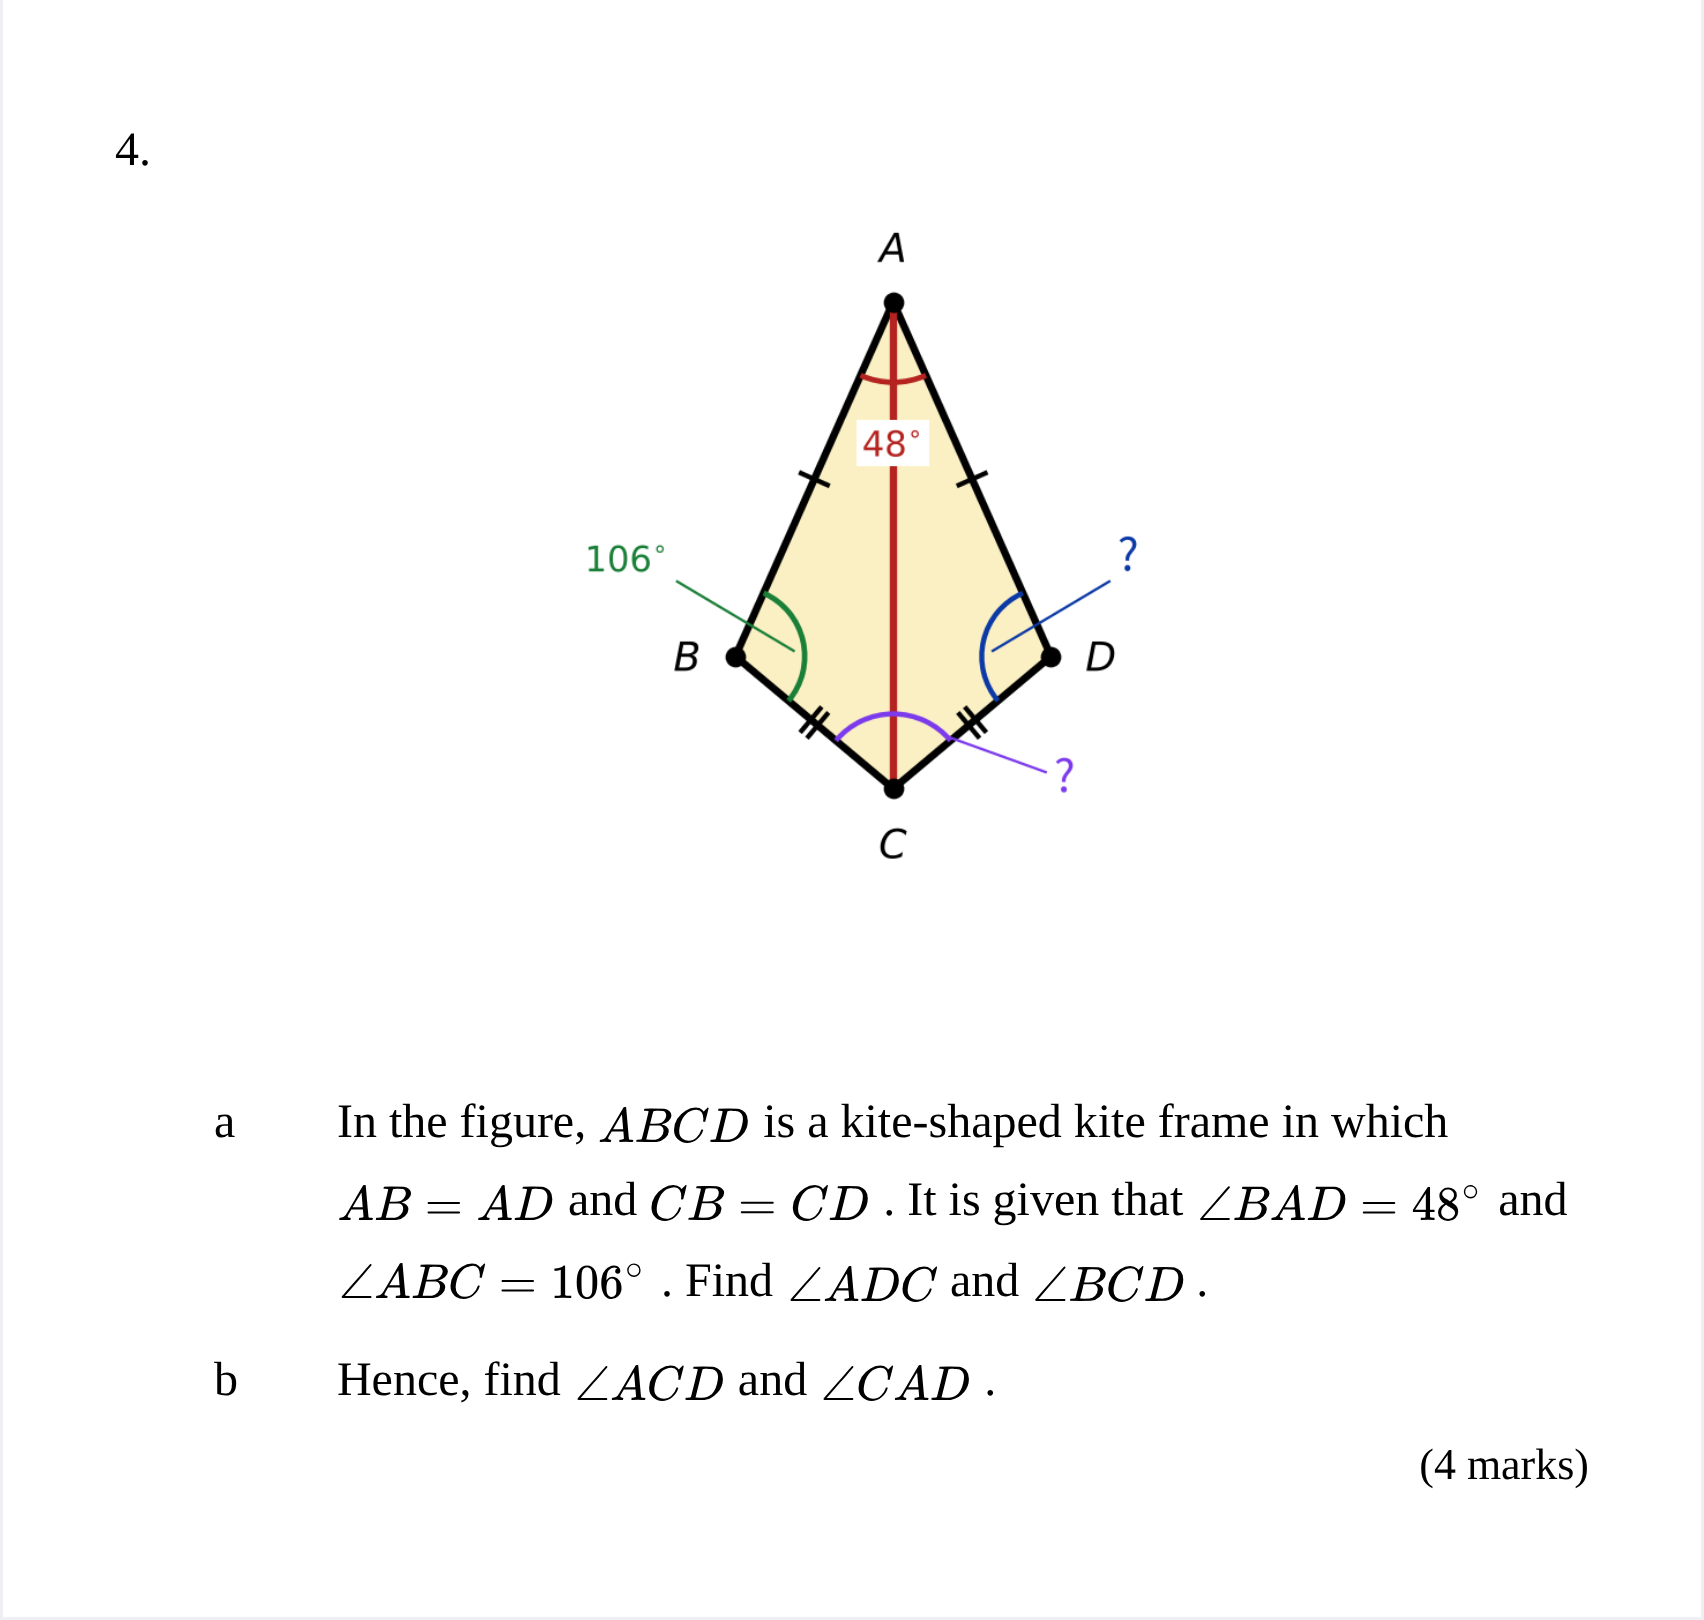 4.
A
48°
106°
?
B
D
?
C
a In the figure, ABCD is a kite-shaped kite frame in which
AB = AD and CB = CD . It is given that ∠BAD = 48° and
∠ABC = 106° . Find ∠ADC and ∠BCD .
b Hence, find ∠ACD and ∠CAD .
(4 marks)